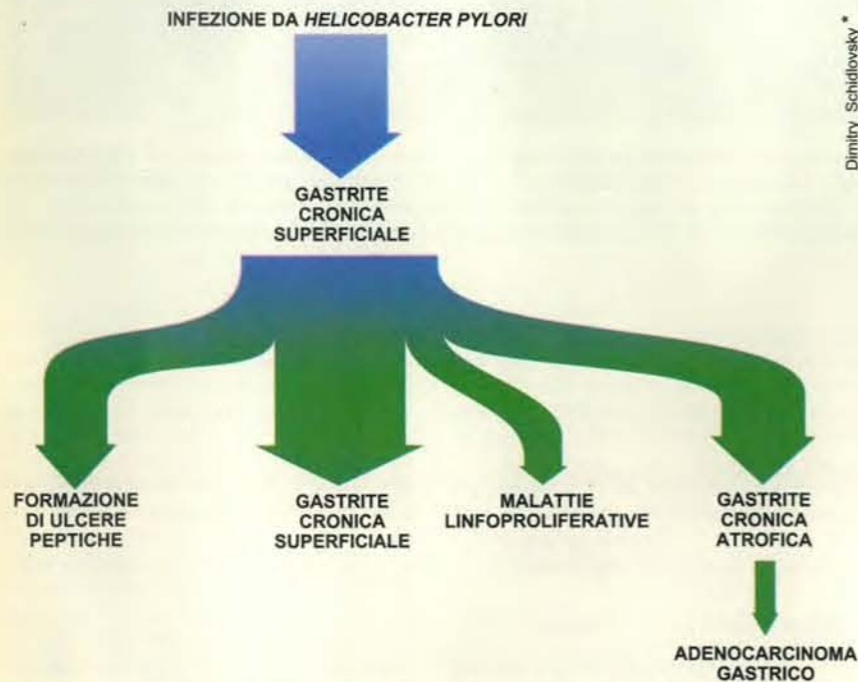 INFEZIONE DA HELICOBACTER PYLORI
Dimitry Schidlovsky *
GASTRITE
CRONICA
SUPERFICIALE
FORMAZIONE
DI ULCERE
PEPTICHE
GASTRITE
CRONICA
SUPERFICIALE
MALATTIE
LINFOPROLIFERATIVE
GASTRITE
CRONICA
ATROFICA
ADENOCARCINOMA
GASTRICO